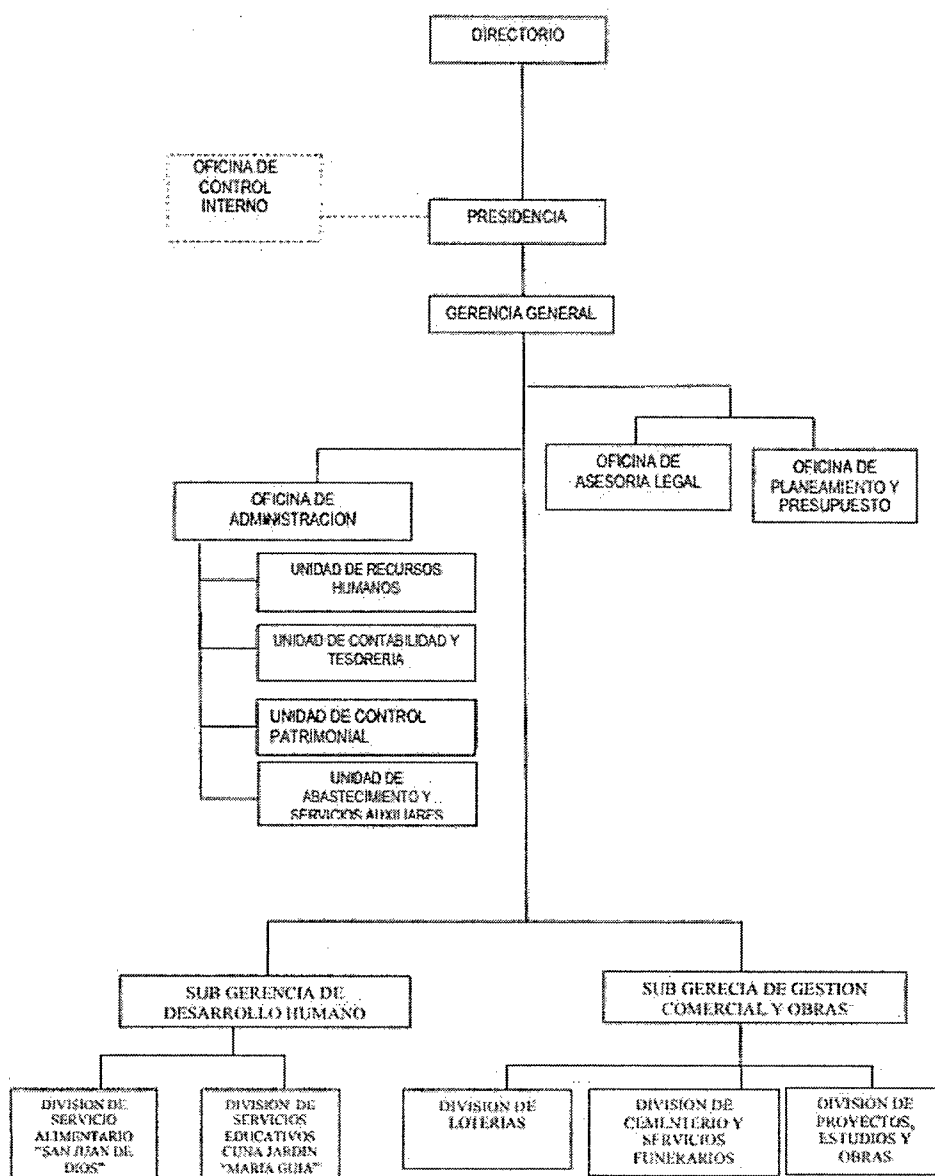 DIRECTORIO
OFICINA DE
CONTROL
INTERNO
PRESIDENCIA
GERENCIA GENERAL
OFICINA DE
ASESORIA LEGAL
OFICINA DE
PLANEAMIENTO Y
PRESUPUESTO
OFICINA DE
ADMINISTRACION
UNIDAD DE RECURSOS
HUMANOS
UNIDAD DE CONTABILIDAD Y
TESORERIA
UNIDAD DE CONTROL
PATRIMONIAL
UNIDAD DE
ABASTECIMIENTO Y
SERVICIOS AUXILIARES
SUB GERENCIA DE
DESARROLLO HUMANO
SUB GERECIA DE GESTION
COMERCIAL Y OBRAS
DIVISION DE
SERVICIO
ALIMENTARIO
"SAN JUAN DE
DIOS"
DIVISION DE
SERVICIOS
EDUCATIVOS
CUNA JARDIN
"MARIA GUIA"
DIVISION DE
LOTERIAS
DIVISION DE
CEMENTERIO Y
SERVICIOS
FUNERARIOS
DIVISION DE
PROYECTOS,
ESTUDIOS Y
OBRAS